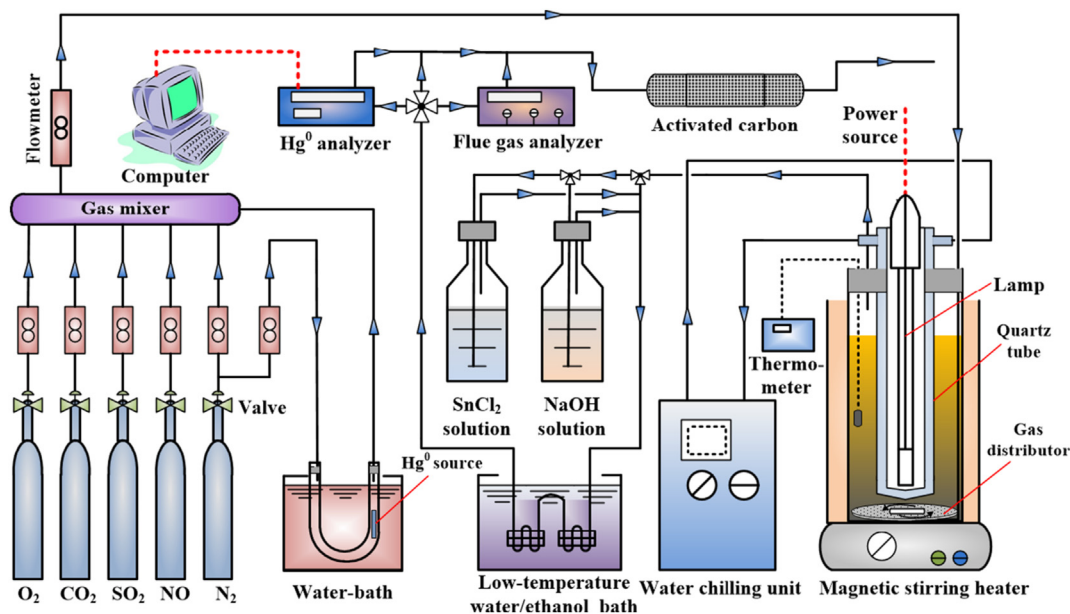 Flowmeter
Computer
Hg⁰ analyzer
Flue gas analyzer
Activated carbon
Power
source
Gas mixer
Valve
SnCl₂
solution
NaOH
solution
Thermo-
meter
Lamp
Quartz
tube
Gas
distributor
Hg⁰ source
O₂
CO₂
SO₂
NO
N₂
Water-bath
Low-temperature
water/ethanol bath
Water chilling unit
Magnetic stirring heater